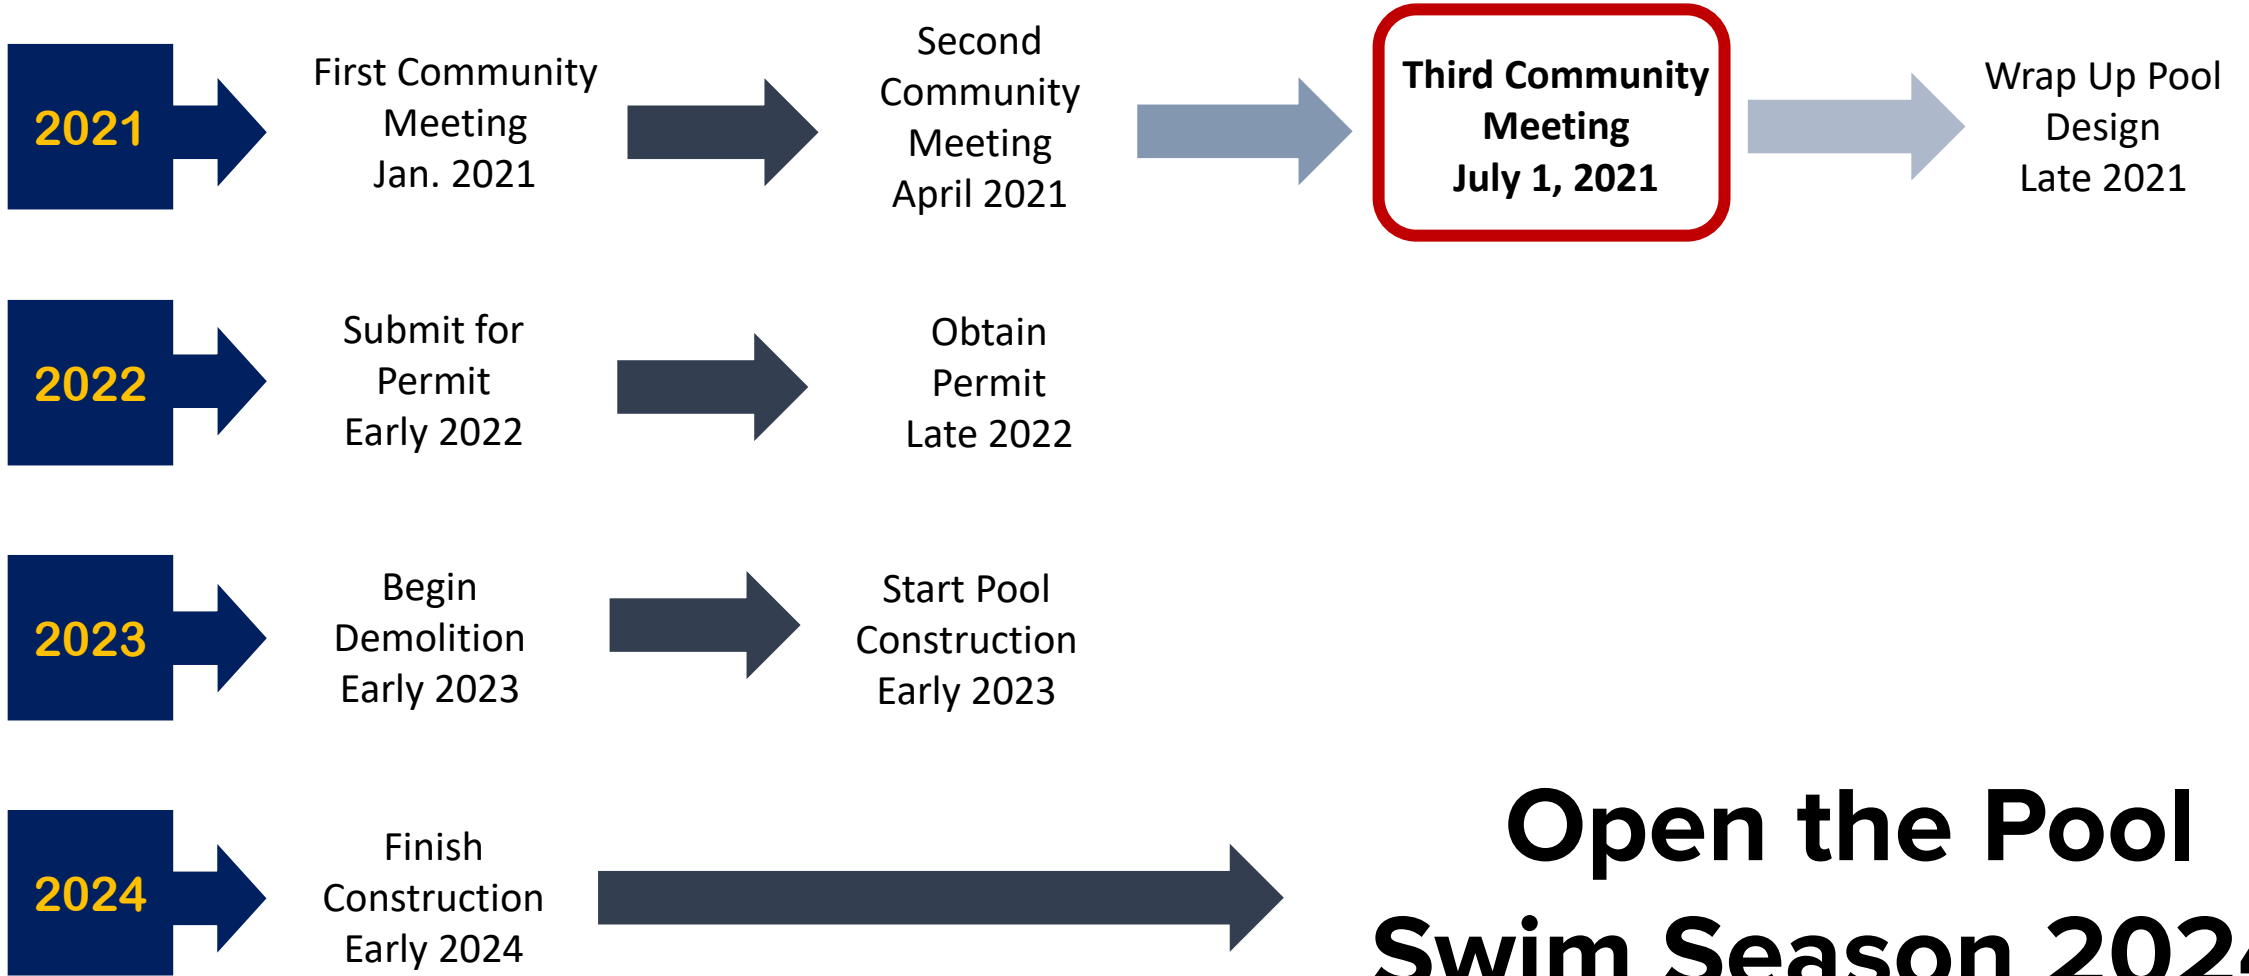 2021
First Community
Meeting
Jan. 2021
Second
Community
Meeting
April 2021
Third Community
Meeting
July 1, 2021
Wrap Up Pool
Design
Late 2021
2022
Submit for
Permit
Early 2022
Obtain
Permit
Late 2022
2023
Begin
Demolition
Early 2023
Start Pool
Construction
Early 2023
2024
Finish
Construction
Early 2024
Open the Pool
Swim Season 2024